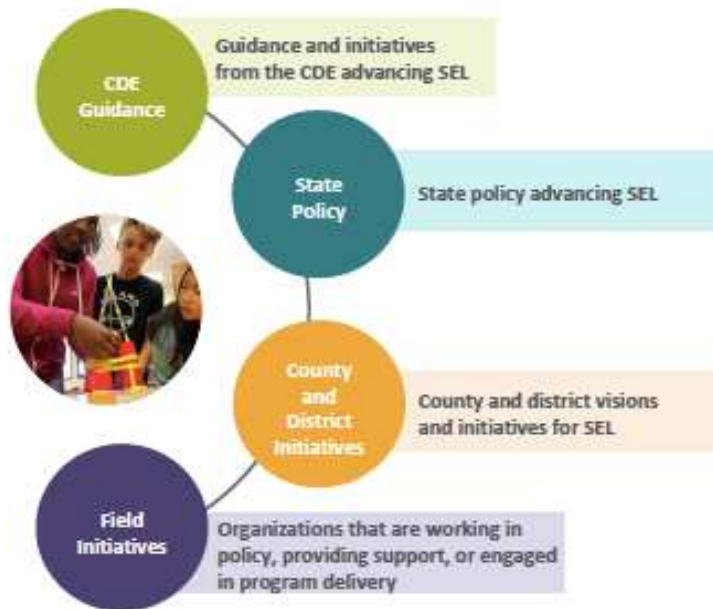 CDE
Guidance
Guidance and initiatives
from the CDE advancing SEL
State
Policy
State policy advancing SEL
County
and
District
Initiatives
County and district visions
and initiatives for SEL
Field
Initiatives
Organizations that are working in
policy, providing support, or engaged
in program delivery